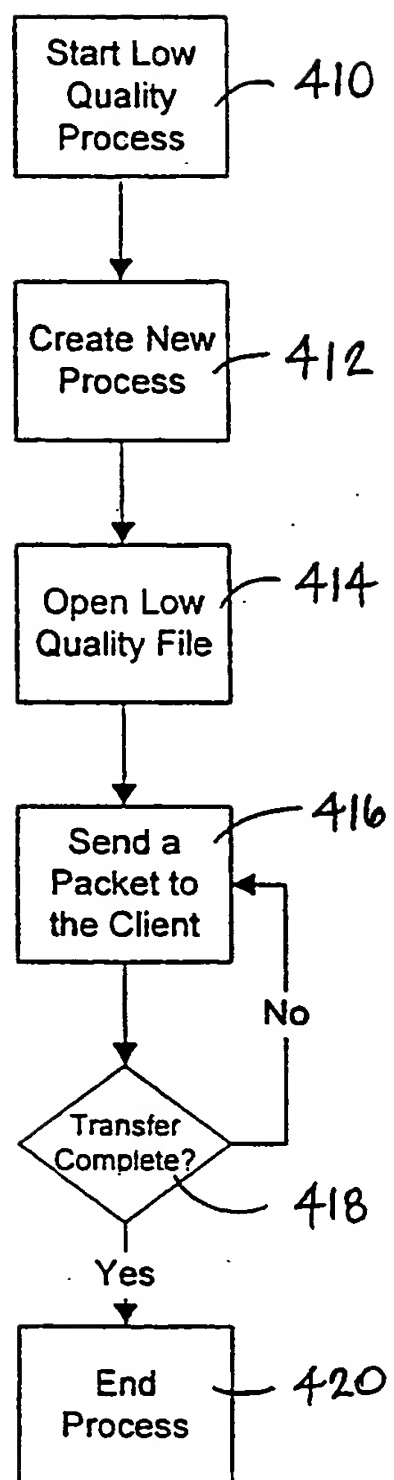 Start Low
Quality
Process
410
Create New
Process
412
Open Low
Quality File
414
Send a
Packet to
the Client
416
No
Transfer
Complete?
418
Yes
End
Process
420